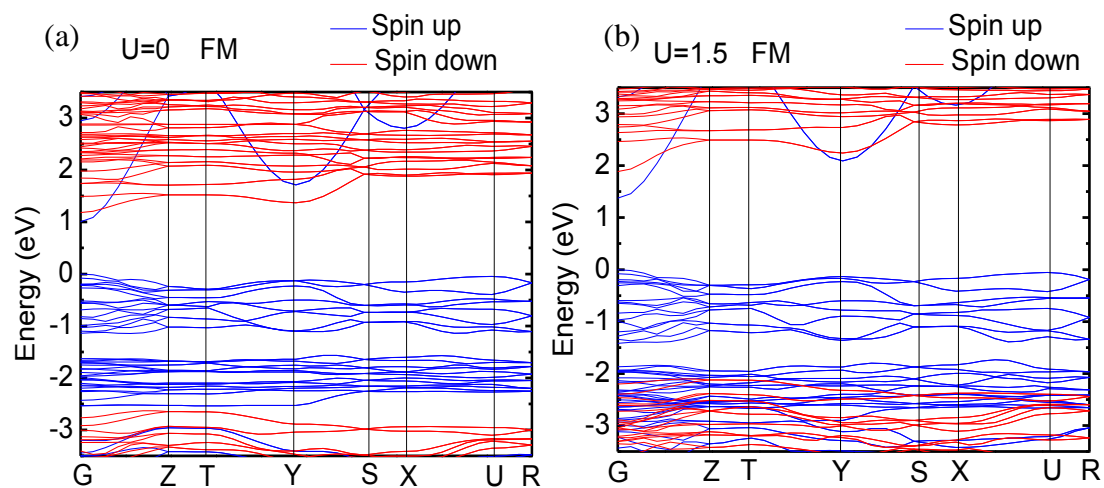 (a) U=0 FM
Spin up
Spin down
Energy (eV)
3
2
1
0
-1
-2
-3
G Z T Y S X U R
(b) U=1.5 FM
Spin up
Spin down
Energy (eV)
3
2
1
0
-1
-2
-3
G Z T Y S X U R